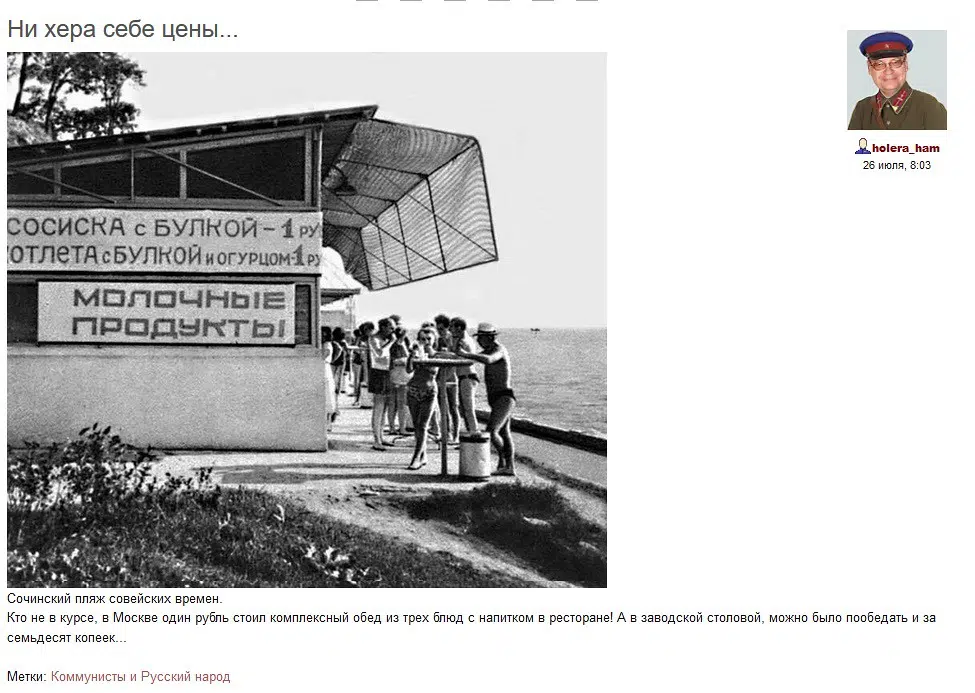 Ни хера себе цены...
holera_ham
26 июля, 8:03
СОСИСКА с БУЛКОЙ - 1 РУ
ОТЛЕТА с БУЛКОЙ и ОГУРЦОМ-1 РУ
МОЛОЧНЫЕ
ПРОДУКТЫ
Сочинский пляж совейских времен.
Кто не в курсе, в Москве один рубль стоил комплексный обед из трех блюд с напитком в ресторане! А в заводской столовой, можно было пообедать и за
семьдесят копеек...
Метки: Коммунисты и Русский народ